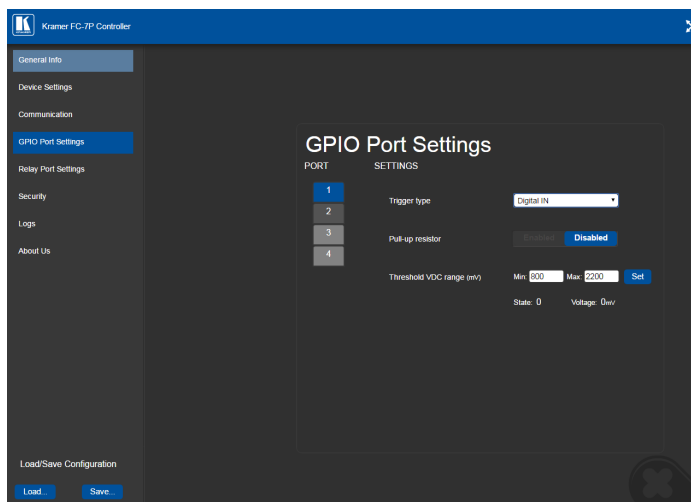 Kramer FC-7P Controller
General Info
Device Settings
Communication
GPIO Port Settings
Relay Port Settings
Security
Logs
About Us
GPIO Port Settings
PORT SETTINGS
1
2
3
4
Trigger type Digital IN
Pull-up resistor Enabled Disabled
Threshold VDC range (mV) Min: 800 Max: 2200 Set
State: 0 Voltage: 0mV
Load/Save Configuration
Load... Save...